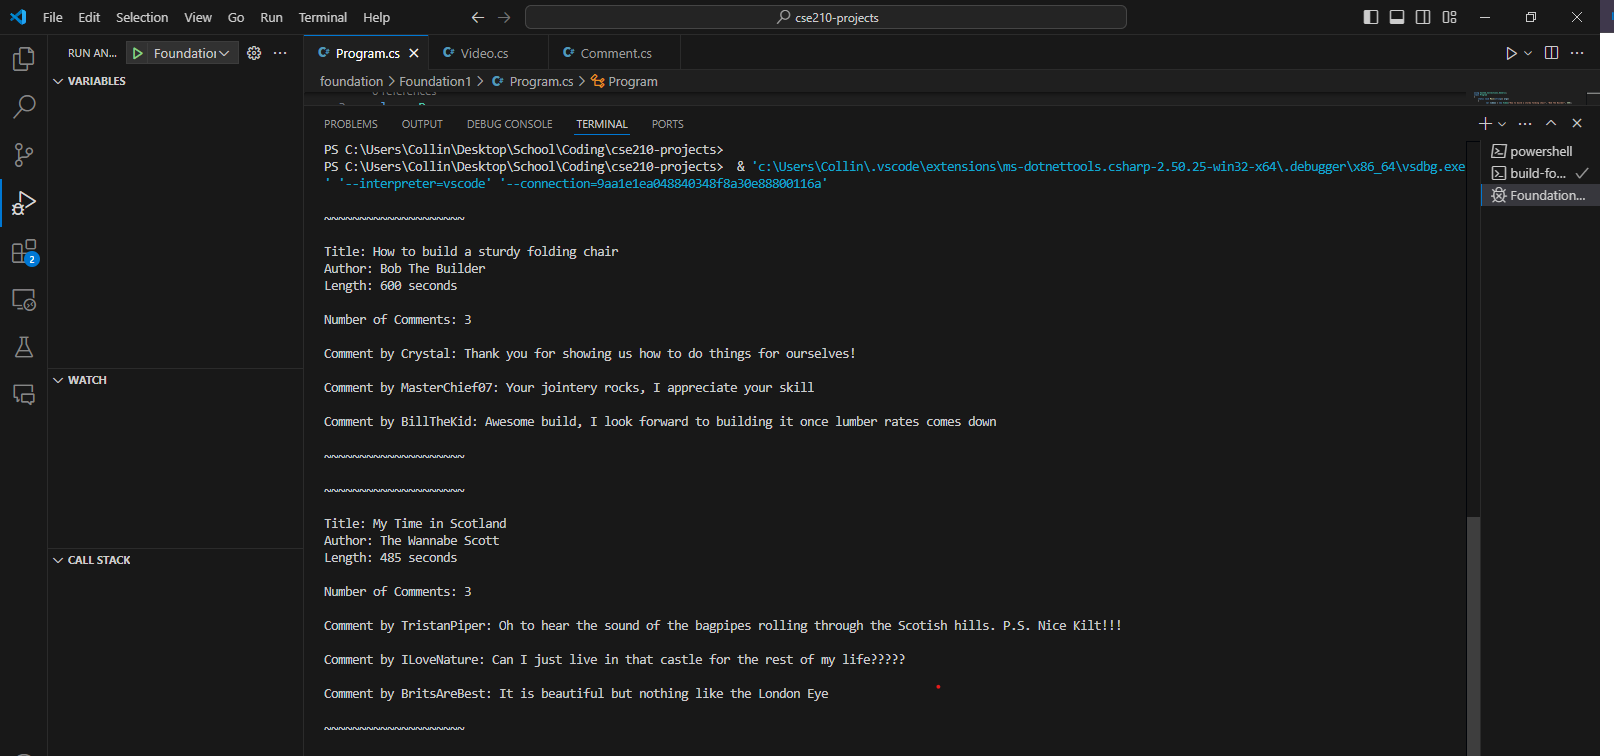 File Edit Selection View Go Run Terminal Help cse210-projects
RUN AN... Foundation
Program.cs Video.cs Comment.cs
VARIABLES
foundation > Foundation1 > Program.cs > Program
0 references
PROBLEMS OUTPUT DEBUG CONSOLE TERMINAL PORTS
PS C:\Users\Collin\Desktop\School\Coding\cse210-projects>
PS C:\Users\Collin\Desktop\School\Coding\cse210-projects> & 'c:\Users\Collin\.vscode\extensions\ms-dotnettools.csharp-2.50.25-win32-x64\.debugger\x86_64\vsdbg.exe
' '--interpreter=vscode' '--connection=9aa1e1ea048840348f8a30e88800116a'
~~~~~~~~~~~~~~~~~~~~
Title: How to build a sturdy folding chair
Author: Bob The Builder
Length: 600 seconds
Number of Comments: 3
Comment by Crystal: Thank you for showing us how to do things for ourselves!
Comment by MasterChief07: Your jointery rocks, I appreciate your skill
Comment by BillTheKid: Awesome build, I look forward to building it once lumber rates comes down
~~~~~~~~~~~~~~~~~~~~
~~~~~~~~~~~~~~~~~~~~
Title: My Time in Scotland
Author: The Wannabe Scott
Length: 485 seconds
Number of Comments: 3
Comment by TristanPiper: Oh to hear the sound of the bagpipes rolling through the Scotish hills. P.S. Nice Kilt!!!
Comment by ILoveNature: Can I just live in that castle for the rest of my life?????
Comment by BritsAreBest: It is beautiful but nothing like the London Eye
~~~~~~~~~~~~~~~~~~~~
powershell
build-fo...
Foundation...
2
WATCH
CALL STACK